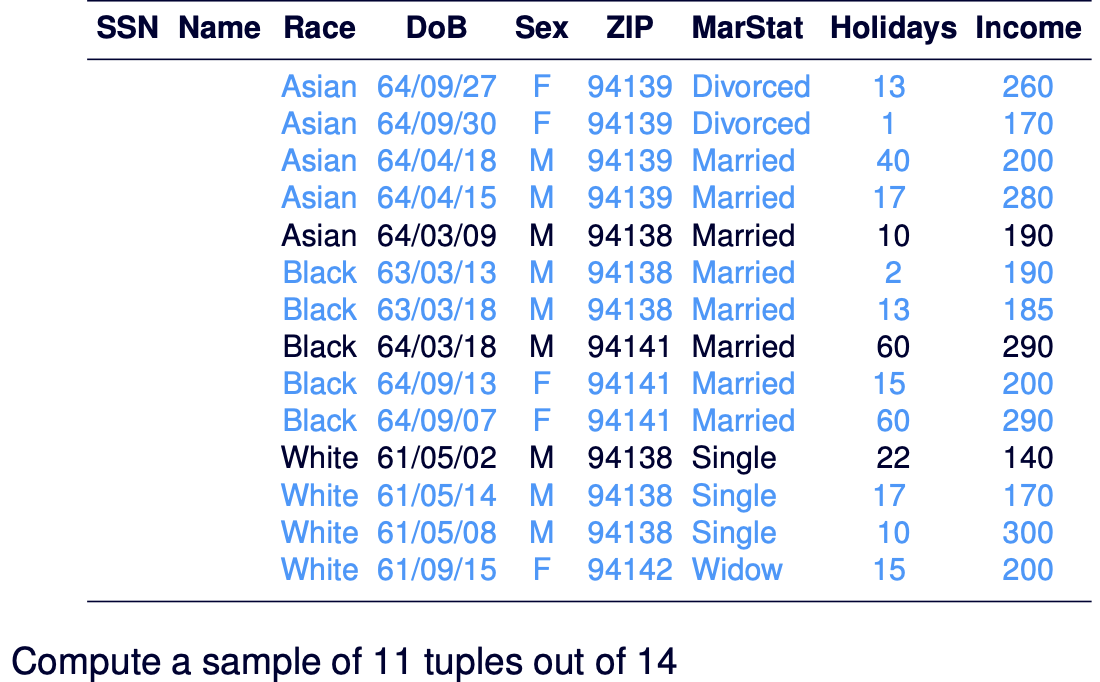 SSN Name Race DoB Sex ZIP MarStat Holidays Income
Asian 64/09/27 F 94139 Divorced 13 260
Asian 64/09/30 F 94139 Divorced 1 170
Asian 64/04/18 M 94139 Married 40 200
Asian 64/04/15 M 94139 Married 17 280
Asian 64/03/09 M 94138 Married 10 190
Black 63/03/13 M 94138 Married 2 190
Black 63/03/18 M 94138 Married 13 185
Black 64/03/18 M 94141 Married 60 290
Black 64/09/13 F 94141 Married 15 200
Black 64/09/07 F 94141 Married 60 290
White 61/05/02 M 94138 Single 22 140
White 61/05/14 M 94138 Single 17 170
White 61/05/08 M 94138 Single 10 300
White 61/09/15 F 94142 Widow 15 200
Compute a sample of 11 tuples out of 14